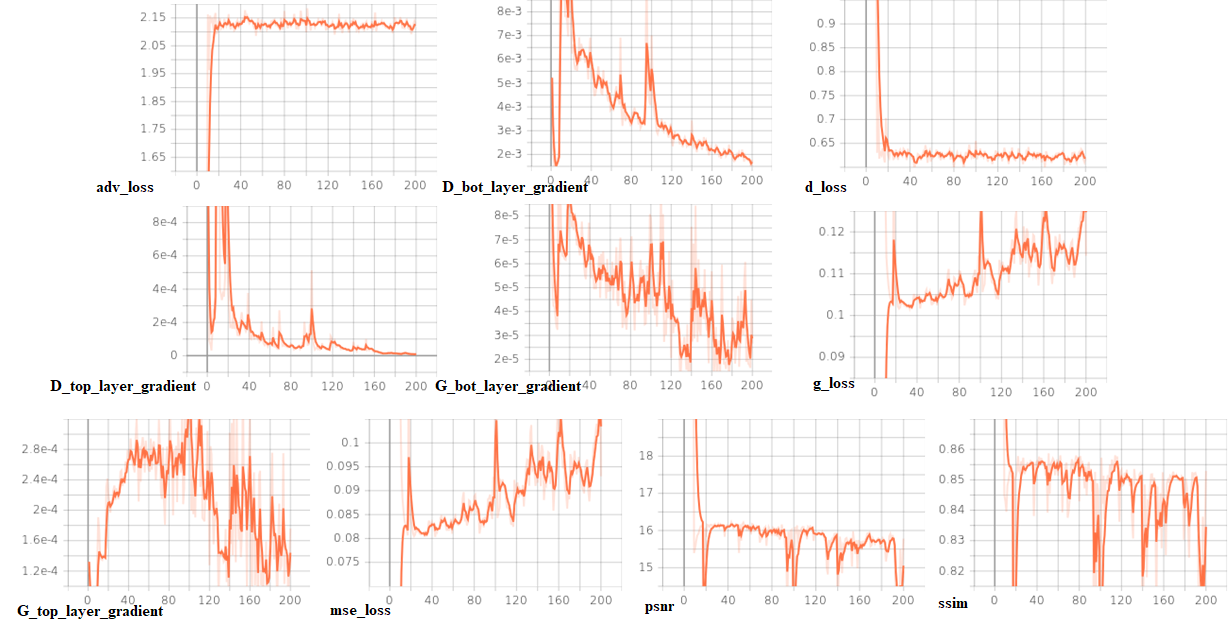 2.15
2.05
1.95
1.85
1.75
1.65
0 40 80 120 160 200
adv_loss
8e-3
7e-3
6e-3
5e-3
4e-3
3e-3
2e-3
0 40 80 120 160 200
D_bot_layer_gradient
0.9
0.85
0.8
0.75
0.7
0.65
0 40 80 120 160 200
d_loss
8e-4
6e-4
4e-4
2e-4
0
0 40 80 120 160 200
D_top_layer_gradient
8e-5
7e-5
6e-5
5e-5
4e-5
3e-5
2e-5
80 120 160 200
G_bot_layer_gradient
0.12
0.11
0.1
0.09
0 40 80 120 160 200
g_loss
2.8e-4
2.4e-4
2e-4
1.6e-4
1.2e-4
0 40 80 120 160 200
G_top_layer_gradient
0.1
0.095
0.09
0.085
0.08
0.075
0 40 80 120 160 200
mse_loss
18
17
16
15
0 40 80 120 160 200
psnr
0.86
0.85
0.84
0.83
0.82
0 40 80 120 160 200
ssim